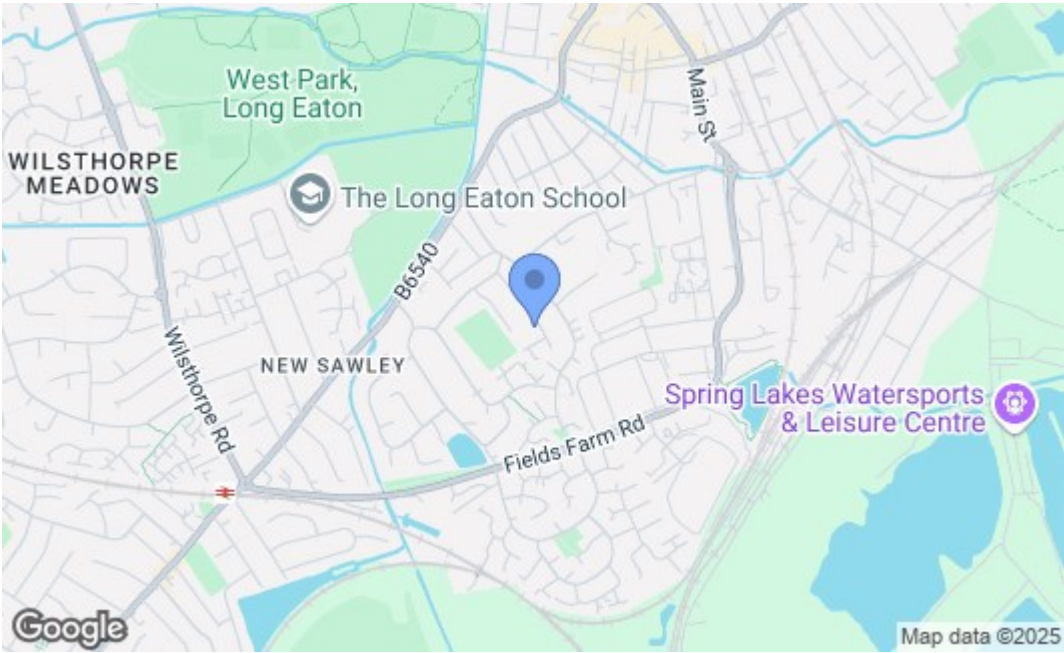 West Park,
Long Eaton
Main St
WILSTHORPE
MEADOWS
The Long Eaton School
B6540
Wilsthorpe Rd
NEW SAWLEY
Spring Lakes Watersports
& Leisure Centre
Fields Farm Rd
Google
Map data ©2025